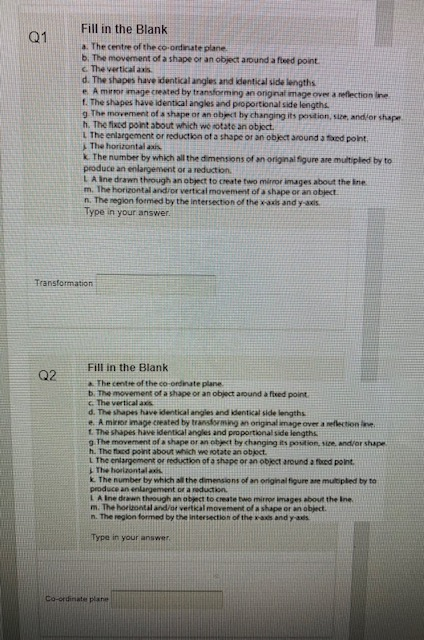 Q1
Fill in the Blank
a. The centre of the co-ordinate plane.
b. The movement of a shape or an object around a fixed point.
c. The vertical axis.
d. The shapes have identical angles and identical side lengths.
e. A mirror image created by transforming an original image over a reflection line.
f. The shapes have identical angles and proportional side lengths.
g. The movement of a shape or an object by changing its position, size, and/or shape.
h. The fixed point about which we rotate an object.
i. The enlargement or reduction of a shape or an object around a fixed point.
j. The horizontal axis.
k. The number by which all the dimensions of an original figure are multiplied by to
produce an enlargement or a reduction.
l. A line drawn through an object to create two mirror images about the line.
m. The horizontal and/or vertical movement of a shape or an object.
n. The region formed by the intersection of the x-axis and y-axis.
Type in your answer.
Transformation
Q2
Fill in the Blank
a. The centre of the co-ordinate plane.
b. The movement of a shape or an object around a fixed point.
c. The vertical axis.
d. The shapes have identical angles and identical side lengths.
e. A mirror image created by transforming an original image over a reflection line.
f. The shapes have identical angles and proportional side lengths.
g. The movement of a shape or an object by changing its position, size, and/or shape.
h. The fixed point about which we rotate an object.
i. The enlargement or reduction of a shape or an object around a fixed point.
j. The horizontal axis.
k. The number by which all the dimensions of an original figure are multiplied by to
produce an enlargement or a reduction.
l. A line drawn through an object to create two mirror images about the line.
m. The horizontal and/or vertical movement of a shape or an object.
n. The region formed by the intersection of the x-axis and y-axis.
Type in your answer.
Co-ordinate plane